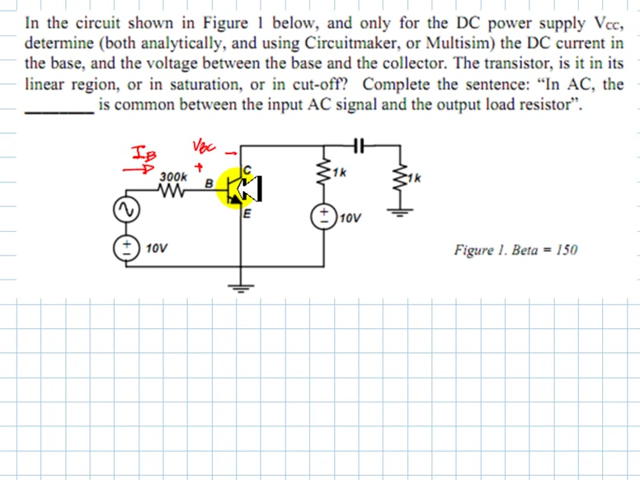 In the circuit shown in Figure 1 below, and only for the DC power supply VCC,
determine (both analytically, and using Circuitmaker, or Multisim) the DC current in
the base, and the voltage between the base and the collector. The transistor, is it in its
linear region, or in saturation, or in cut-off? Complete the sentence: "In AC, the
________ is common between the input AC signal and the output load resistor".
IB
VBC
+ −
300k
B
C
E
1k
1k
10V
10V
Figure 1. Beta = 150